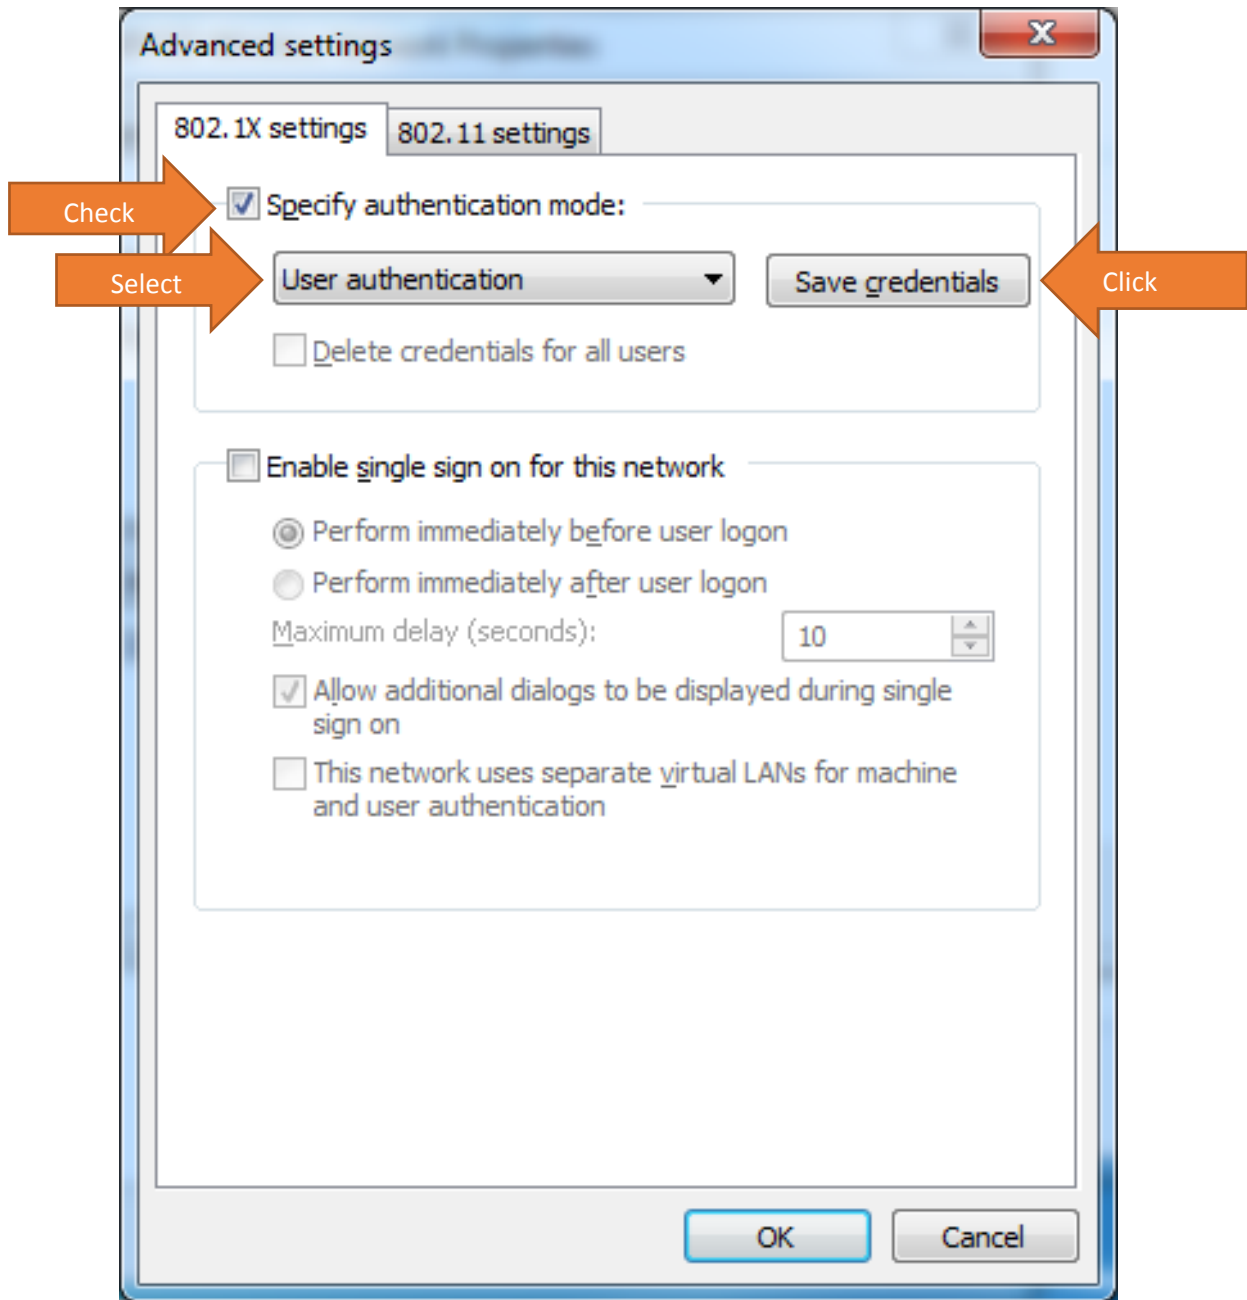 Advanced settings
802.1X settings
802.11 settings
Check
Specify authentication mode:
Select
User authentication
Save credentials
Click
Delete credentials for all users
Enable single sign on for this network
Perform immediately before user logon
Perform immediately after user logon
Maximum delay (seconds):
10
Allow additional dialogs to be displayed during single
sign on
This network uses separate virtual LANs for machine
and user authentication
OK
Cancel